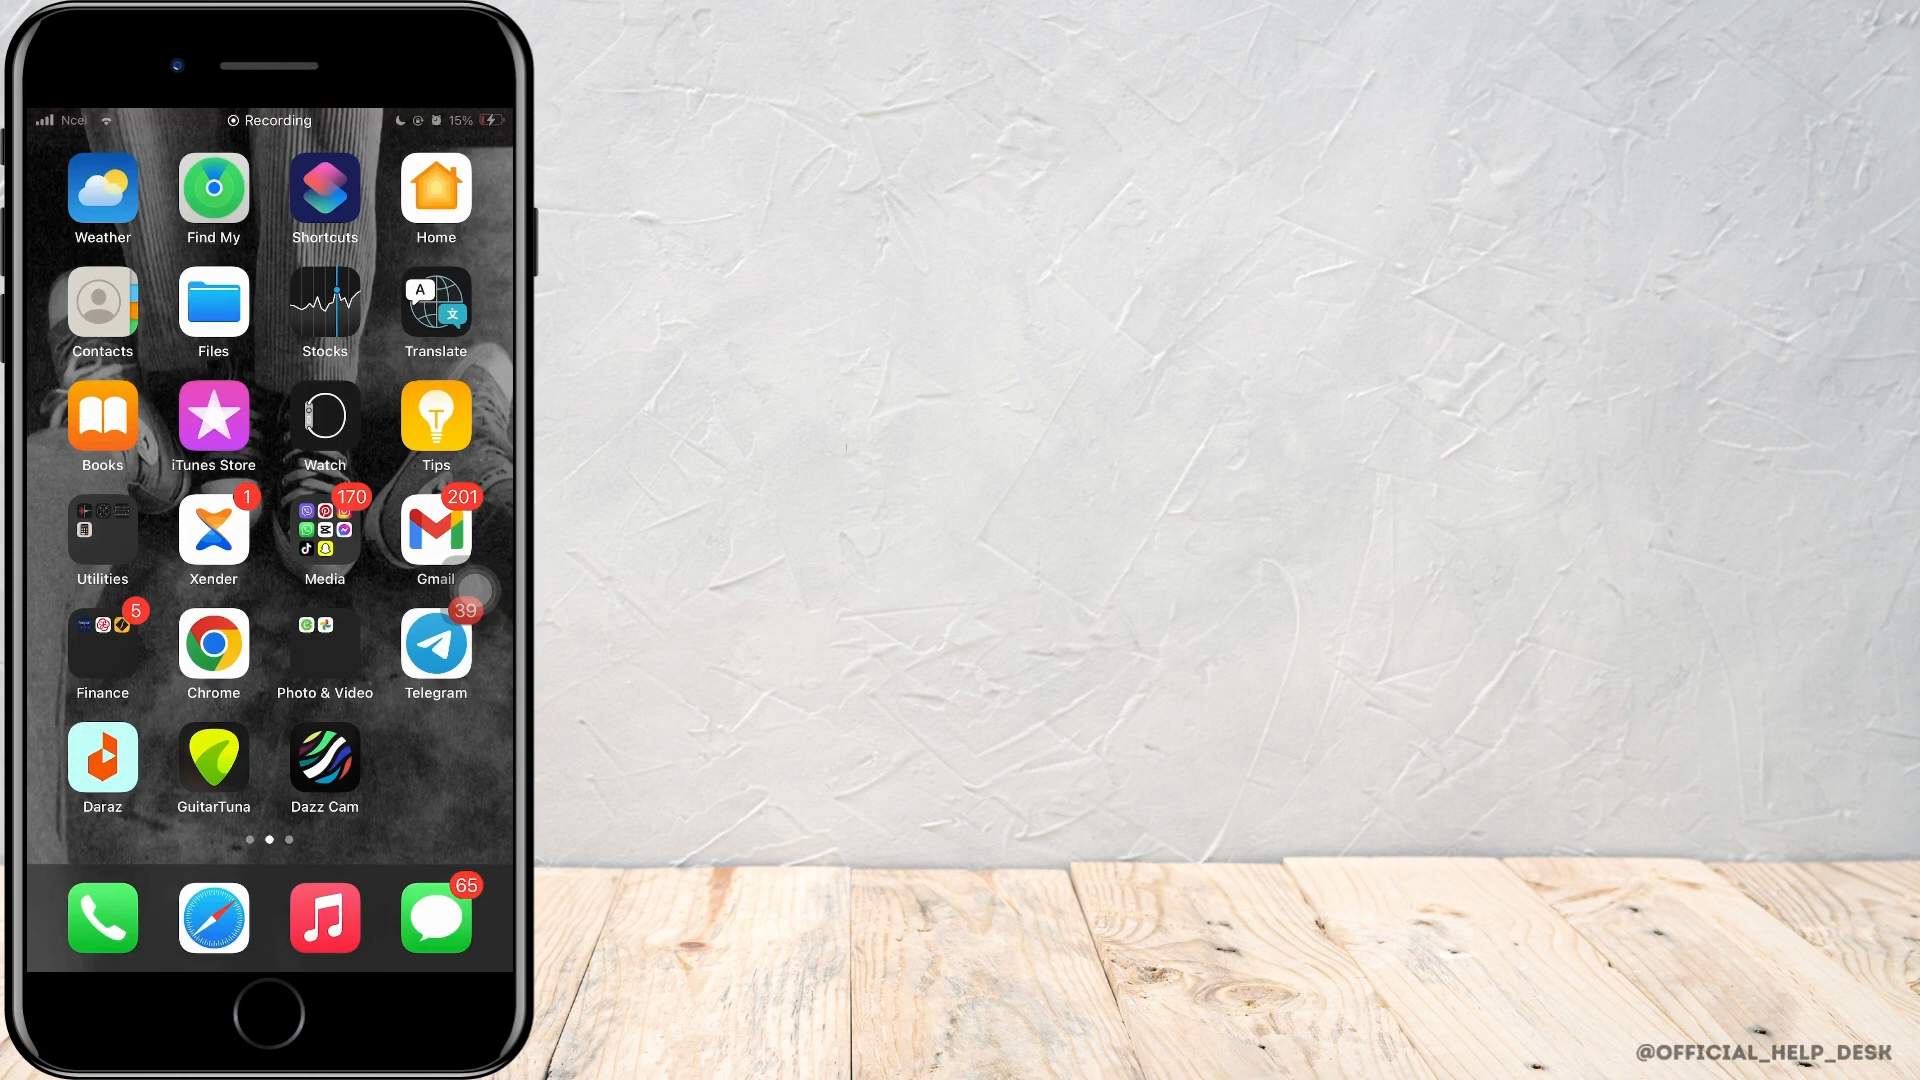 Ncel Recording 15%
Weather Find My Shortcuts Home
A
文
Contacts Files Stocks Translate
Books iTunes Store Watch Tips
1 170 201
Utilities Xender Media Gmail
5 39
Finance Chrome Photo & Video Telegram
Daraz GuitarTuna Dazz Cam
65
@OFFICIAL_HELP_DESK